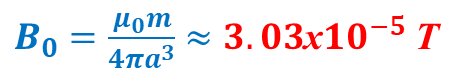 B₀ = μ₀m / 4πa³ ≈ 3.03x10⁻⁵ T